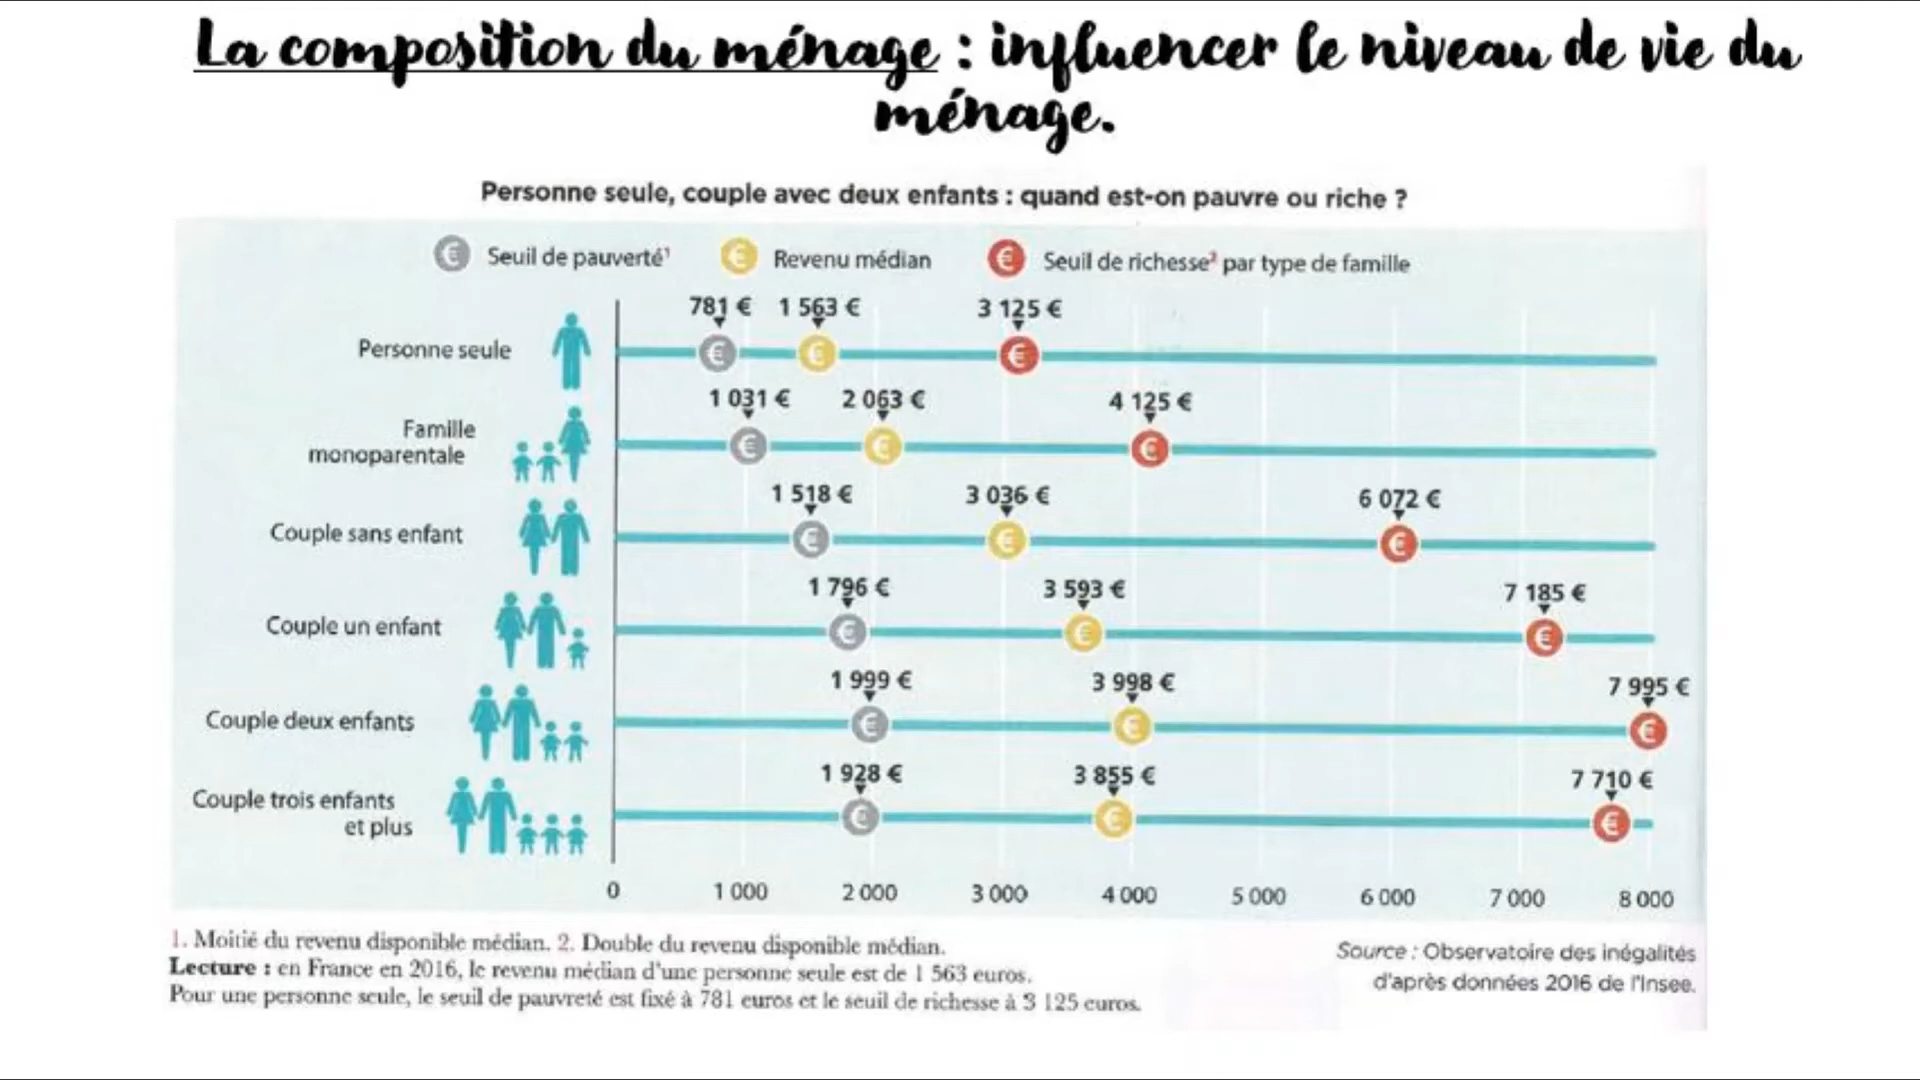 La composition du ménage : influencer le niveau de vie du
ménage.
Personne seule, couple avec deux enfants : quand est-on pauvre ou riche ?
Seuil de pauvérté¹
Revenu médian
Seuil de richesse² par type de famille
781 € 1 563 € 3 125 €
Personne seule
1 031 € 2 063 € 4 125 €
Famille
monoparentale
1 518 € 3 036 € 6 072 €
Couple sans enfant
1 796 € 3 593 € 7 185 €
Couple un enfant
1 999 € 3 998 € 7 995 €
Couple deux enfants
1 928 € 3 855 € 7 710 €
Couple trois enfants
et plus
0 1 000 2 000 3 000 4 000 5 000 6 000 7 000 8 000
1. Moitié du revenu disponible médian. 2. Double du revenu disponible médian.
Lecture : en France en 2016, le revenu médian d'une personne seule est de 1 563 euros.
Pour une personne seule, le seuil de pauvreté est fixé à 781 euros et le seuil de richesse à 3 125 euros.
Source : Observatoire des inégalités
d'après données 2016 de l'Insee.